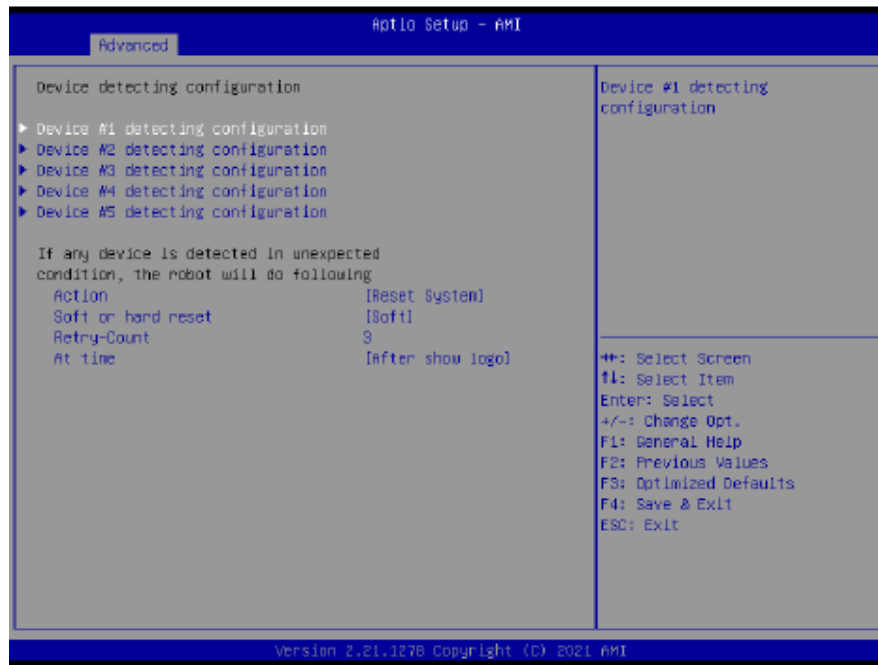 Aptio Setup - AMI
Advanced
Device detecting configuration
Device #1 detecting configuration
Device #2 detecting configuration
Device #3 detecting configuration
Device #4 detecting configuration
Device #5 detecting configuration
If any device is detected in unexpected
condition, the robot will do following
Action [Reset System]
Soft or hard reset [Soft]
Retry-Count 3
At time [After show logo]
Device #1 detecting
configuration
→←: Select Screen
↑↓: Select Item
Enter: Select
+/-: Change Opt.
F1: General Help
F2: Previous Values
F3: Optimized Defaults
F4: Save & Exit
ESC: Exit
Version 2.21.1278 Copyright (C) 2021 AMI